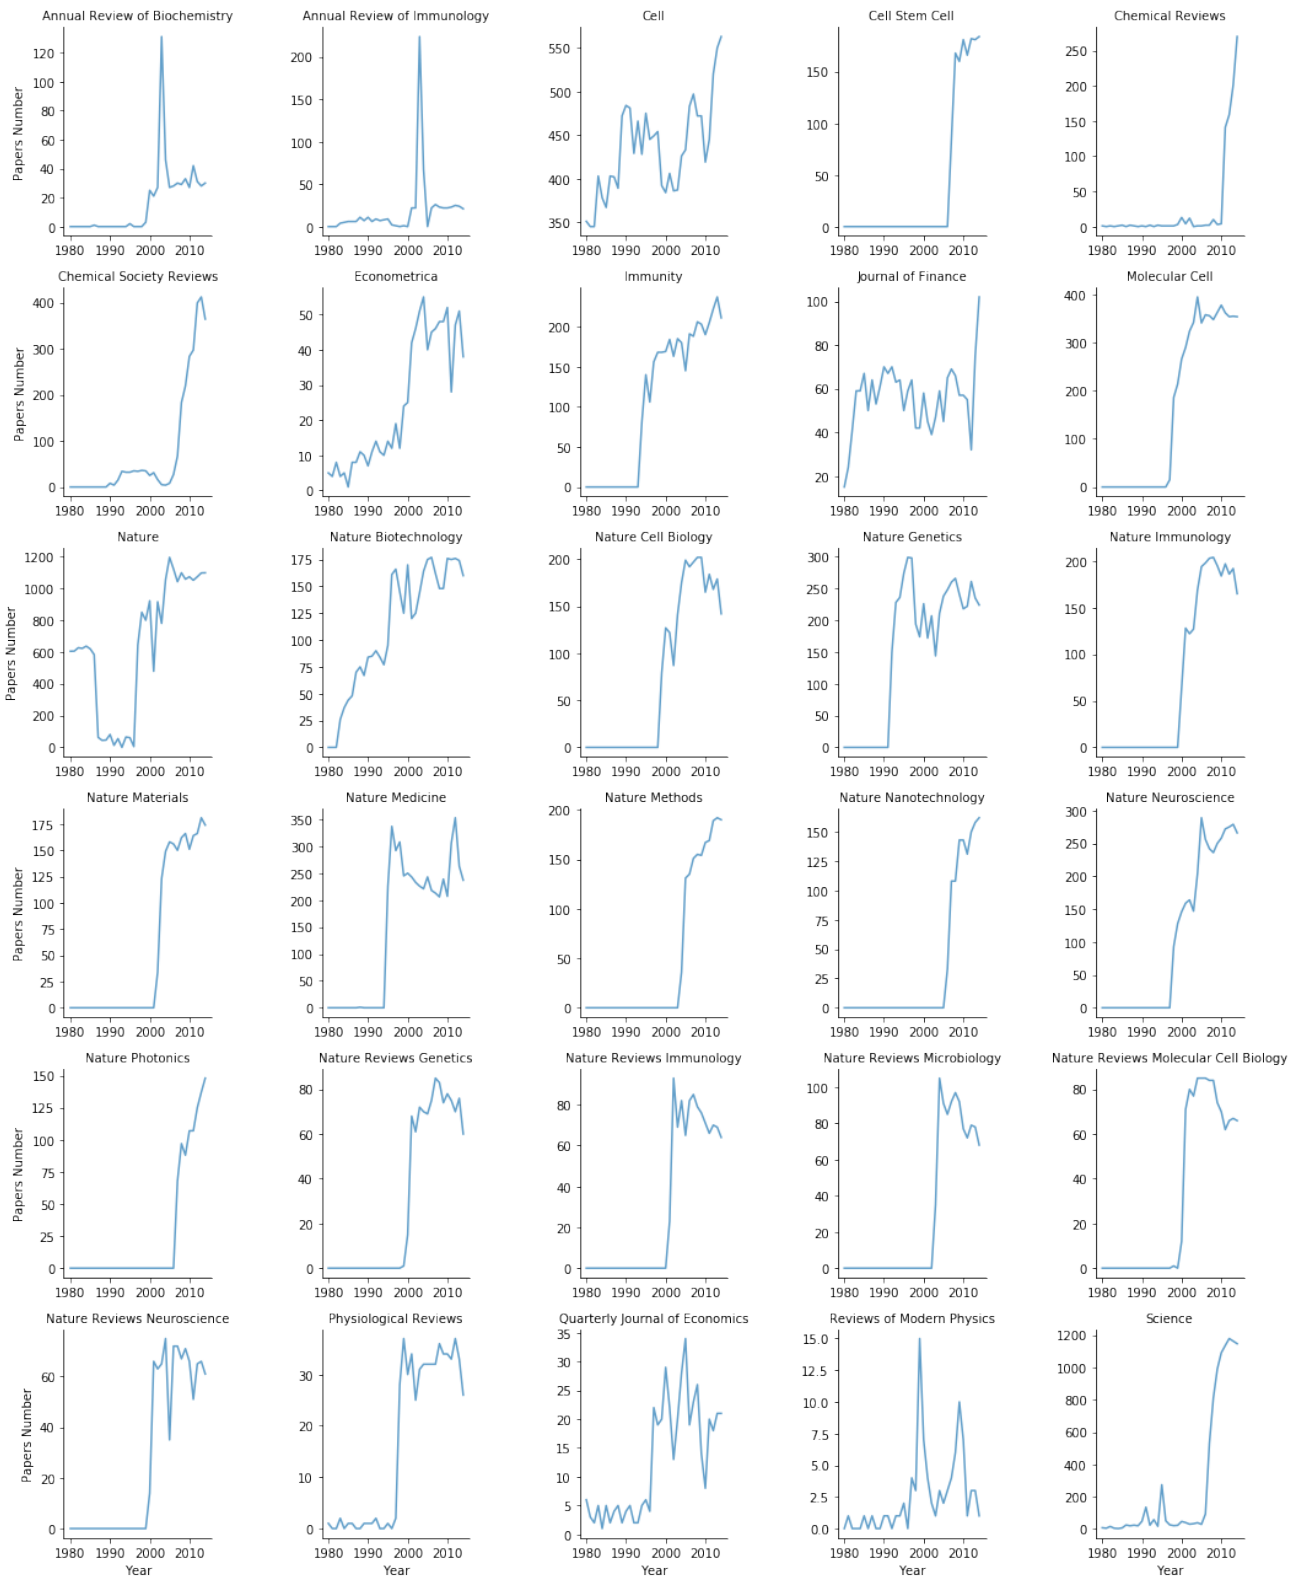 Annual Review of Biochemistry
Annual Review of Immunology
Cell
Cell Stem Cell
Chemical Reviews
Papers Number
120
100
80
60
40
20
0
1980 1990 2000 2010
200
150
100
50
0
1980 1990 2000 2010
550
500
450
400
350
1980 1990 2000 2010
150
100
50
0
1980 1990 2000 2010
250
200
150
100
50
0
1980 1990 2000 2010
Chemical Society Reviews
Econometrica
Immunity
Journal of Finance
Molecular Cell
Papers Number
400
300
200
100
0
1980 1990 2000 2010
50
40
30
20
10
0
1980 1990 2000 2010
200
150
100
50
0
1980 1990 2000 2010
100
80
60
40
20
1980 1990 2000 2010
400
300
200
100
0
1980 1990 2000 2010
Nature
Nature Biotechnology
Nature Cell Biology
Nature Genetics
Nature Immunology
Papers Number
1200
1000
800
600
400
200
0
1980 1990 2000 2010
175
150
125
100
75
50
25
0
1980 1990 2000 2010
200
150
100
50
0
1980 1990 2000 2010
300
250
200
150
100
50
0
1980 1990 2000 2010
200
150
100
50
0
1980 1990 2000 2010
Nature Materials
Nature Medicine
Nature Methods
Nature Nanotechnology
Nature Neuroscience
Papers Number
175
150
125
100
75
50
25
0
1980 1990 2000 2010
350
300
250
200
150
100
50
0
1980 1990 2000 2010
200
150
100
50
0
1980 1990 2000 2010
150
125
100
75
50
25
0
1980 1990 2000 2010
300
250
200
150
100
50
0
1980 1990 2000 2010
Nature Photonics
Nature Reviews Genetics
Nature Reviews Immunology
Nature Reviews Microbiology
Nature Reviews Molecular Cell Biology
Papers Number
150
125
100
75
50
25
0
1980 1990 2000 2010
80
60
40
20
0
1980 1990 2000 2010
80
60
40
20
0
1980 1990 2000 2010
100
80
60
40
20
0
1980 1990 2000 2010
80
60
40
20
0
1980 1990 2000 2010
Nature Reviews Neuroscience
Physiological Reviews
Quarterly Journal of Economics
Reviews of Modern Physics
Science
Papers Number
60
40
20
0
1980 1990 2000 2010
Year
30
20
10
0
1980 1990 2000 2010
Year
35
30
25
20
15
10
5
0
1980 1990 2000 2010
Year
15.0
12.5
10.0
7.5
5.0
2.5
0.0
1980 1990 2000 2010
Year
1200
1000
800
600
400
200
0
1980 1990 2000 2010
Year